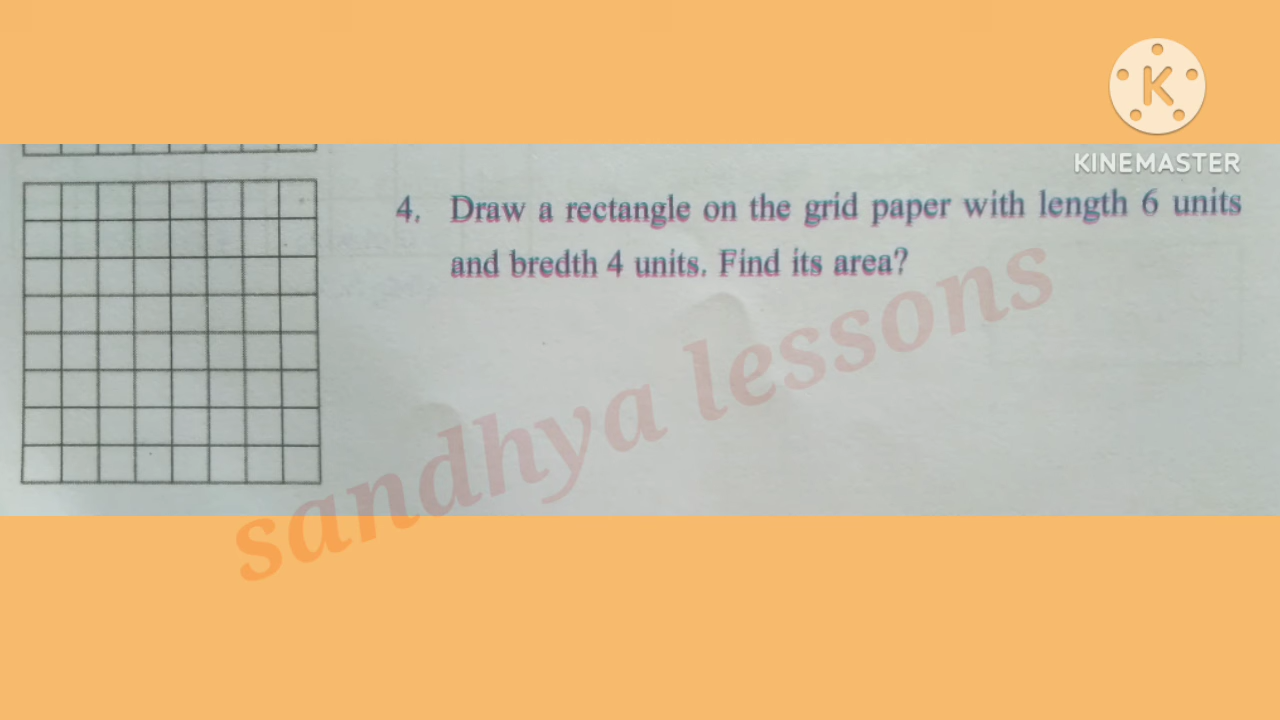 K
KINEMASTER
4. Draw a rectangle on the grid paper with length 6 units
and bredth 4 units. Find its area?
sandhya lessons